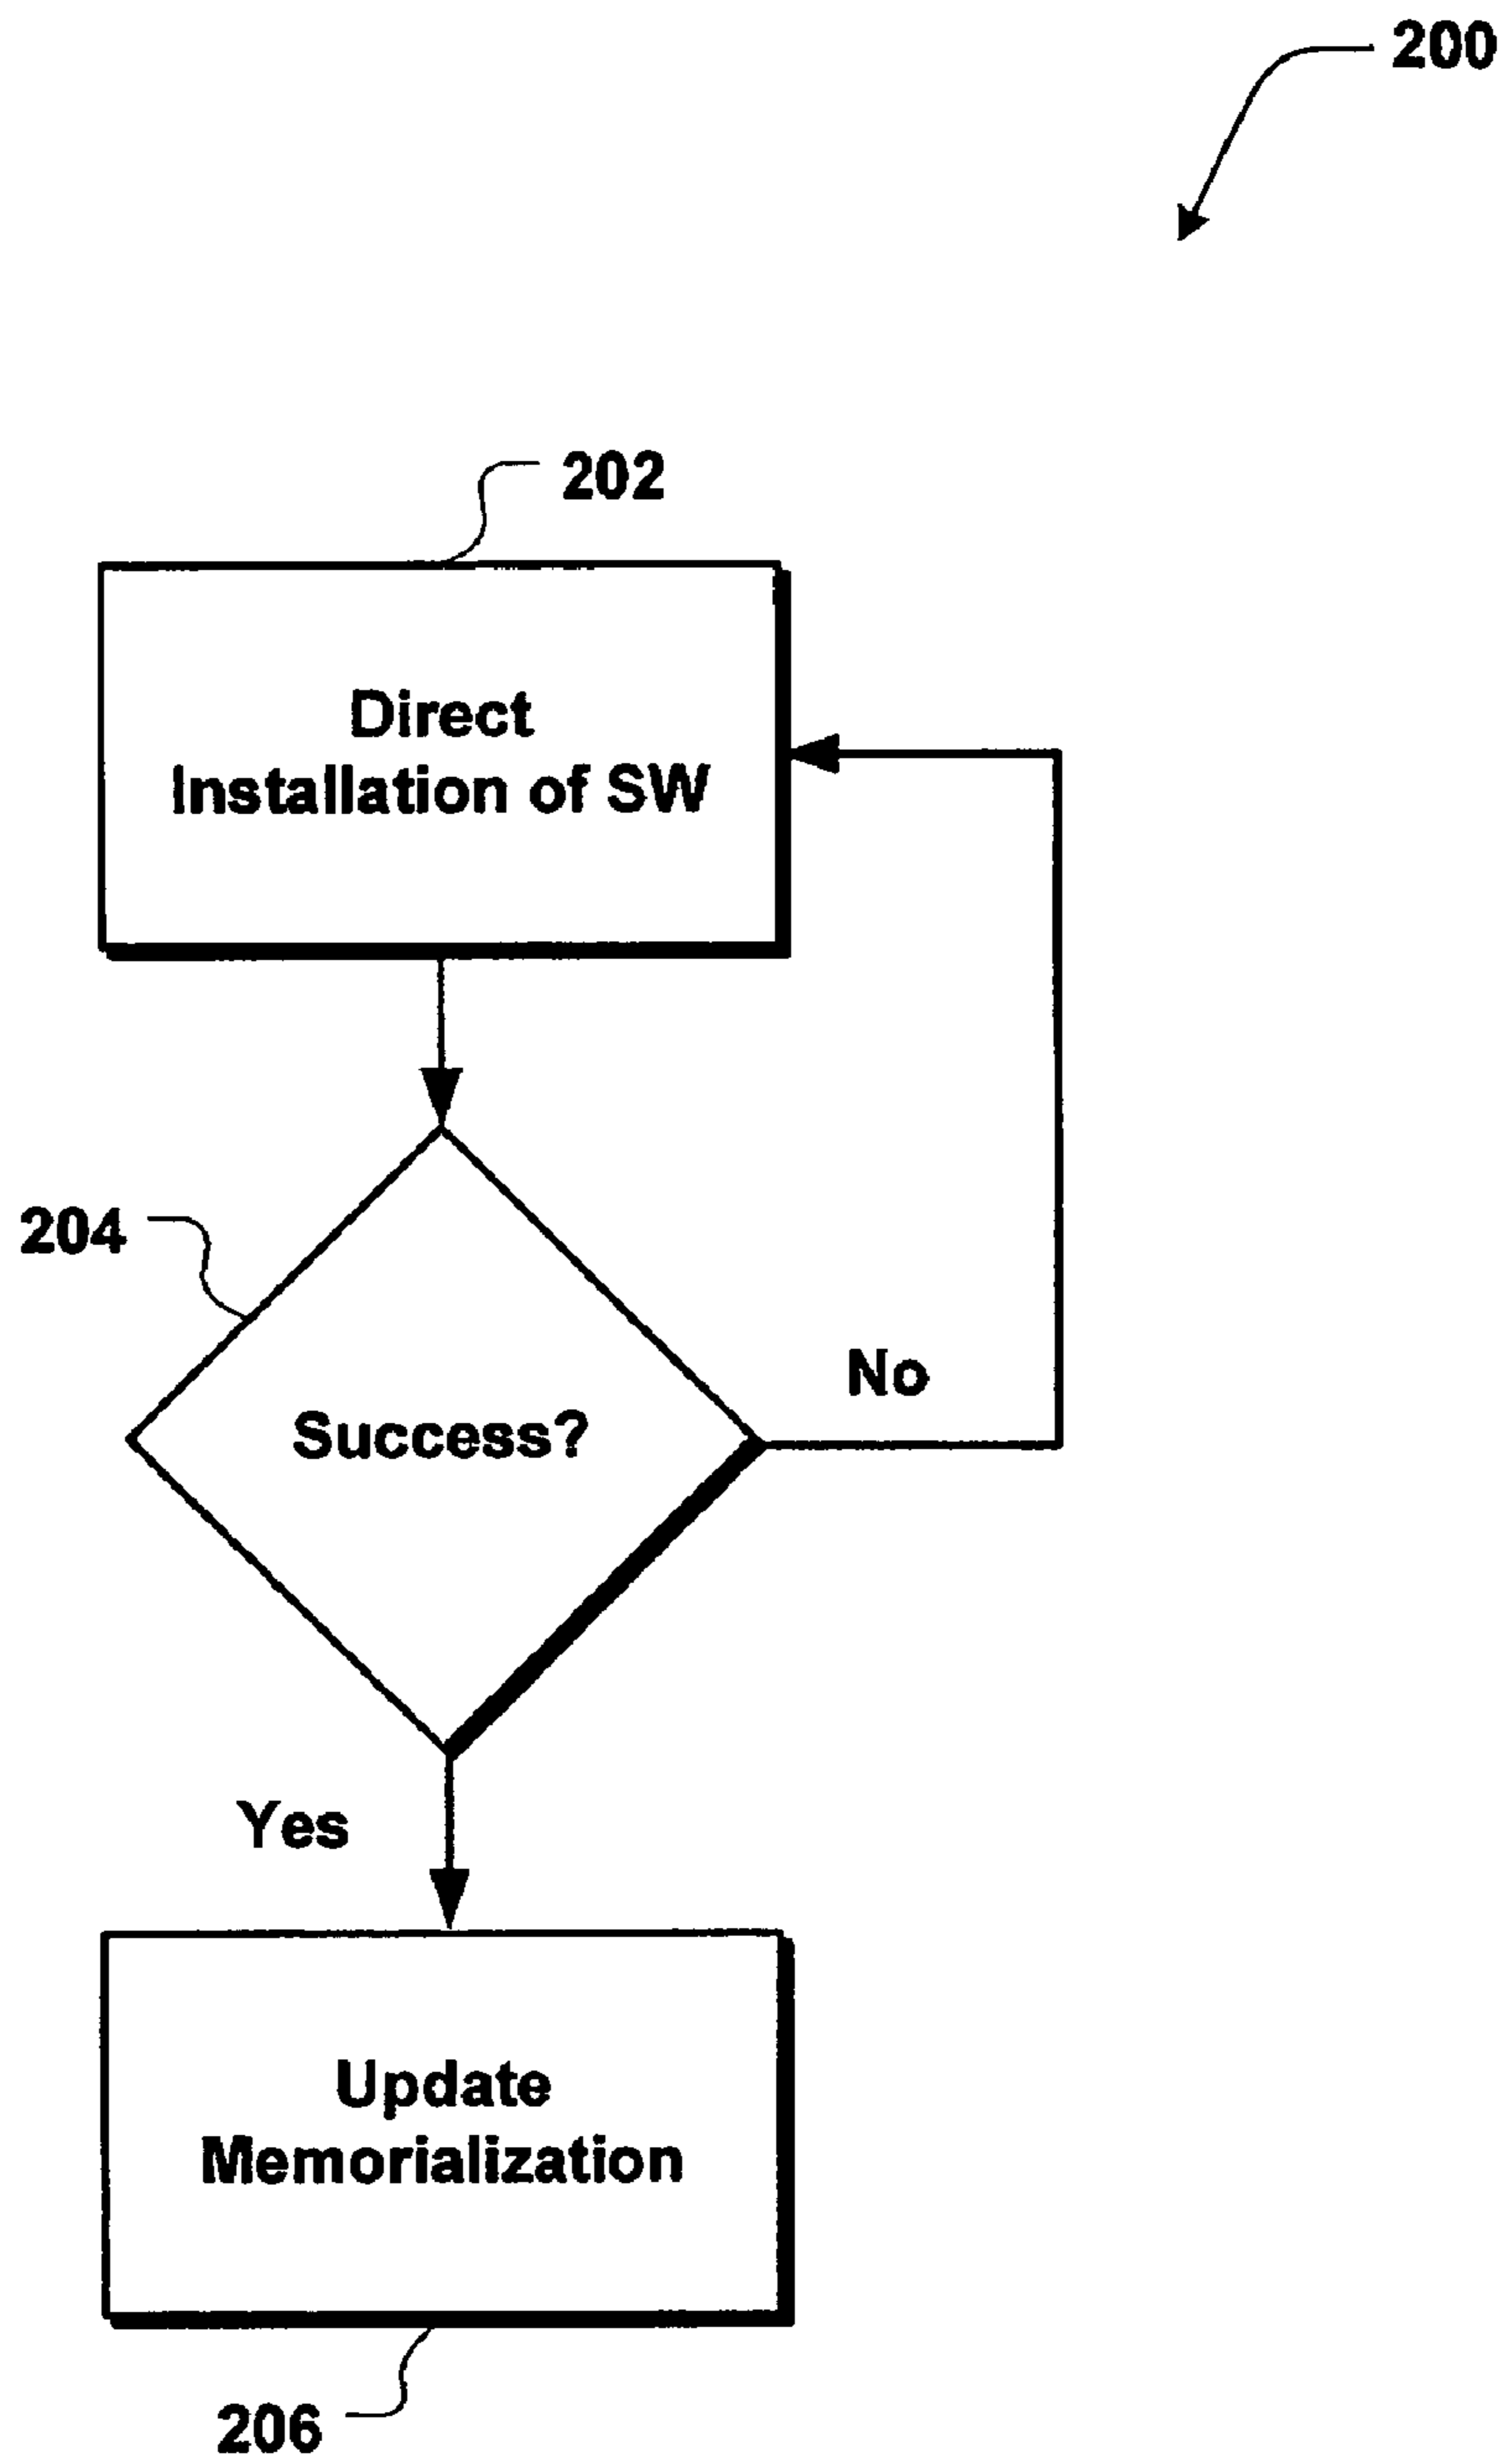 200
202
Direct
Installation of SW
204
Success?
No
Yes
Update
Memorialization
206